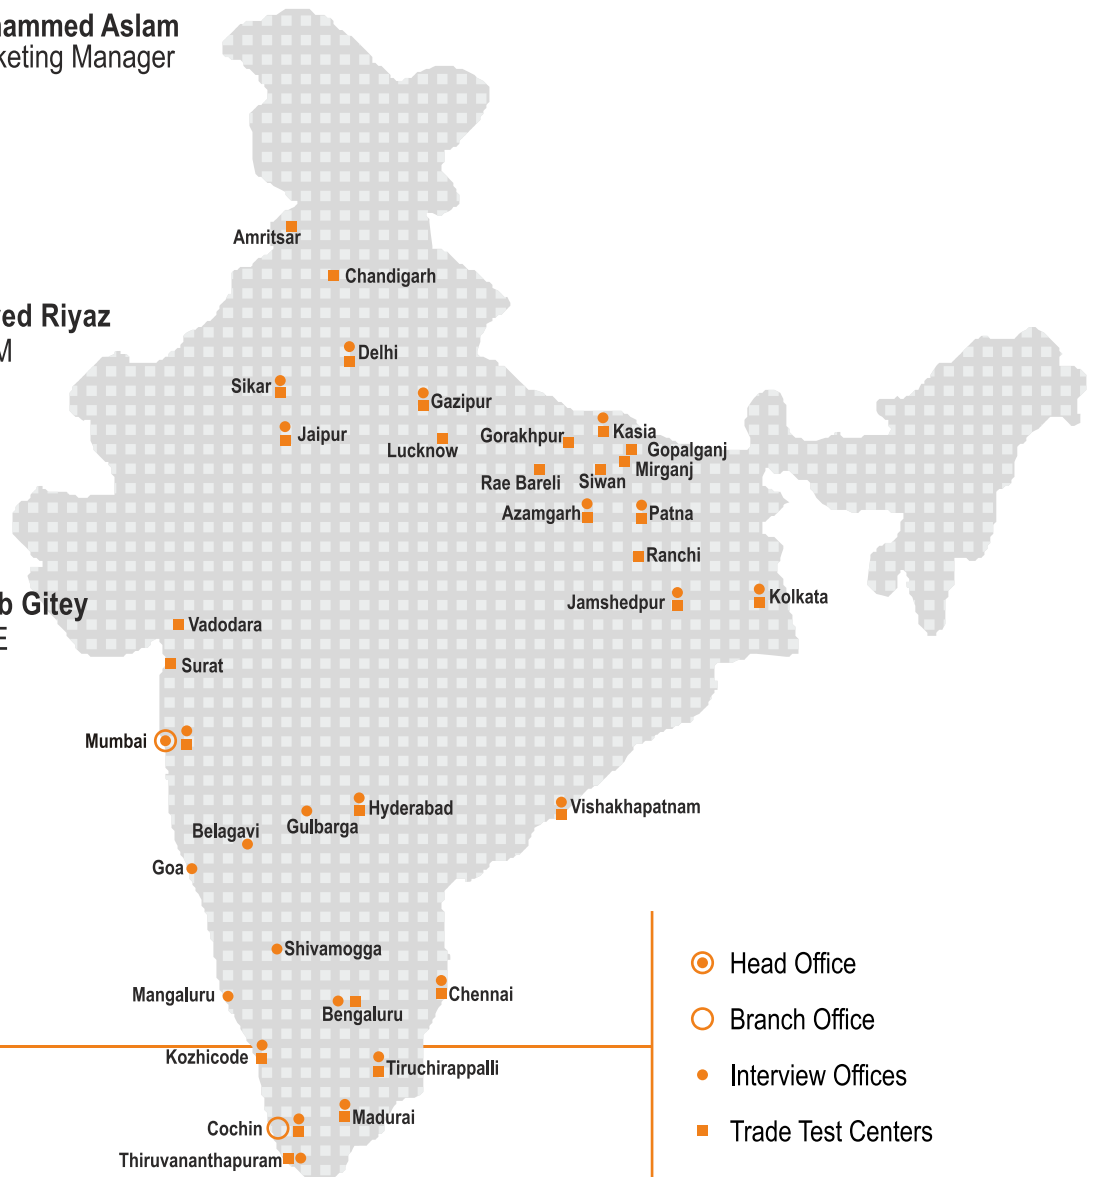 ammed Aslam
keting Manager
Amritsar
Chandigarh
ed Riyaz
M
Delhi
Sikar
Gazipur
Jaipur
Lucknow
Gorakhpur
Kasia
Gopalganj
Mirganj
Rae Bareli
Siwan
Azamgarh
Patna
Ranchi
Jamshedpur
Kolkata
b Gitey
E
Vadodara
Surat
Mumbai
Hyderabad
Vishakhapatnam
Gulbarga
Belagavi
Goa
Shivamogga
Mangaluru
Bengaluru
Chennai
Kozhicode
Tiruchirappalli
Madurai
Cochin
Thiruvananthapuram
Head Office
Branch Office
Interview Offices
Trade Test Centers